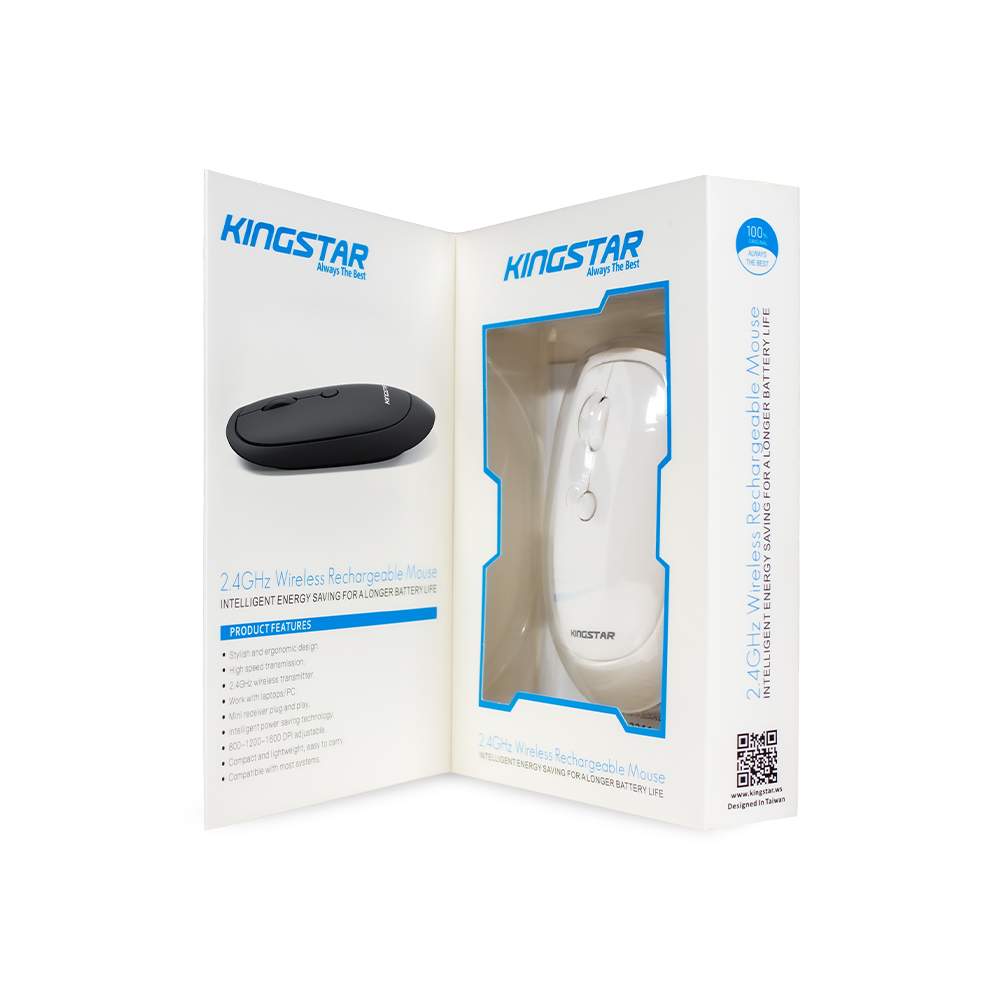 KINGSTAR
Always The Best
KINGSTAR
2.4GHz Wireless Rechargeable Mouse
INTELLIGENT ENERGY SAVING FOR A LONGER BATTERY LIFE
PRODUCT FEATURES
• Stylish and ergonomic design.
• High speed transmission.
• 2.4GHz wireless transmitter.
• Work with laptops/PC.
• Mini receiver plug and play.
• Intelligent power saving technology.
• 800-1200-1600 DPI adjustable.
• Compact and lightweight, easy to carry.
• Compatible with most systems.
KINGSTAR
Always The Best
KINGSTAR
2.4GHz Wireless Rechargeable Mouse
INTELLIGENT ENERGY SAVING FOR A LONGER BATTERY LIFE
100%
ORIGINAL
ALWAYS
THE BEST
2.4GHz Wireless Rechargeable Mouse
INTELLIGENT ENERGY SAVING FOR A LONGER BATTERY LIFE
www.kingstar.ws
Designed In Taiwan